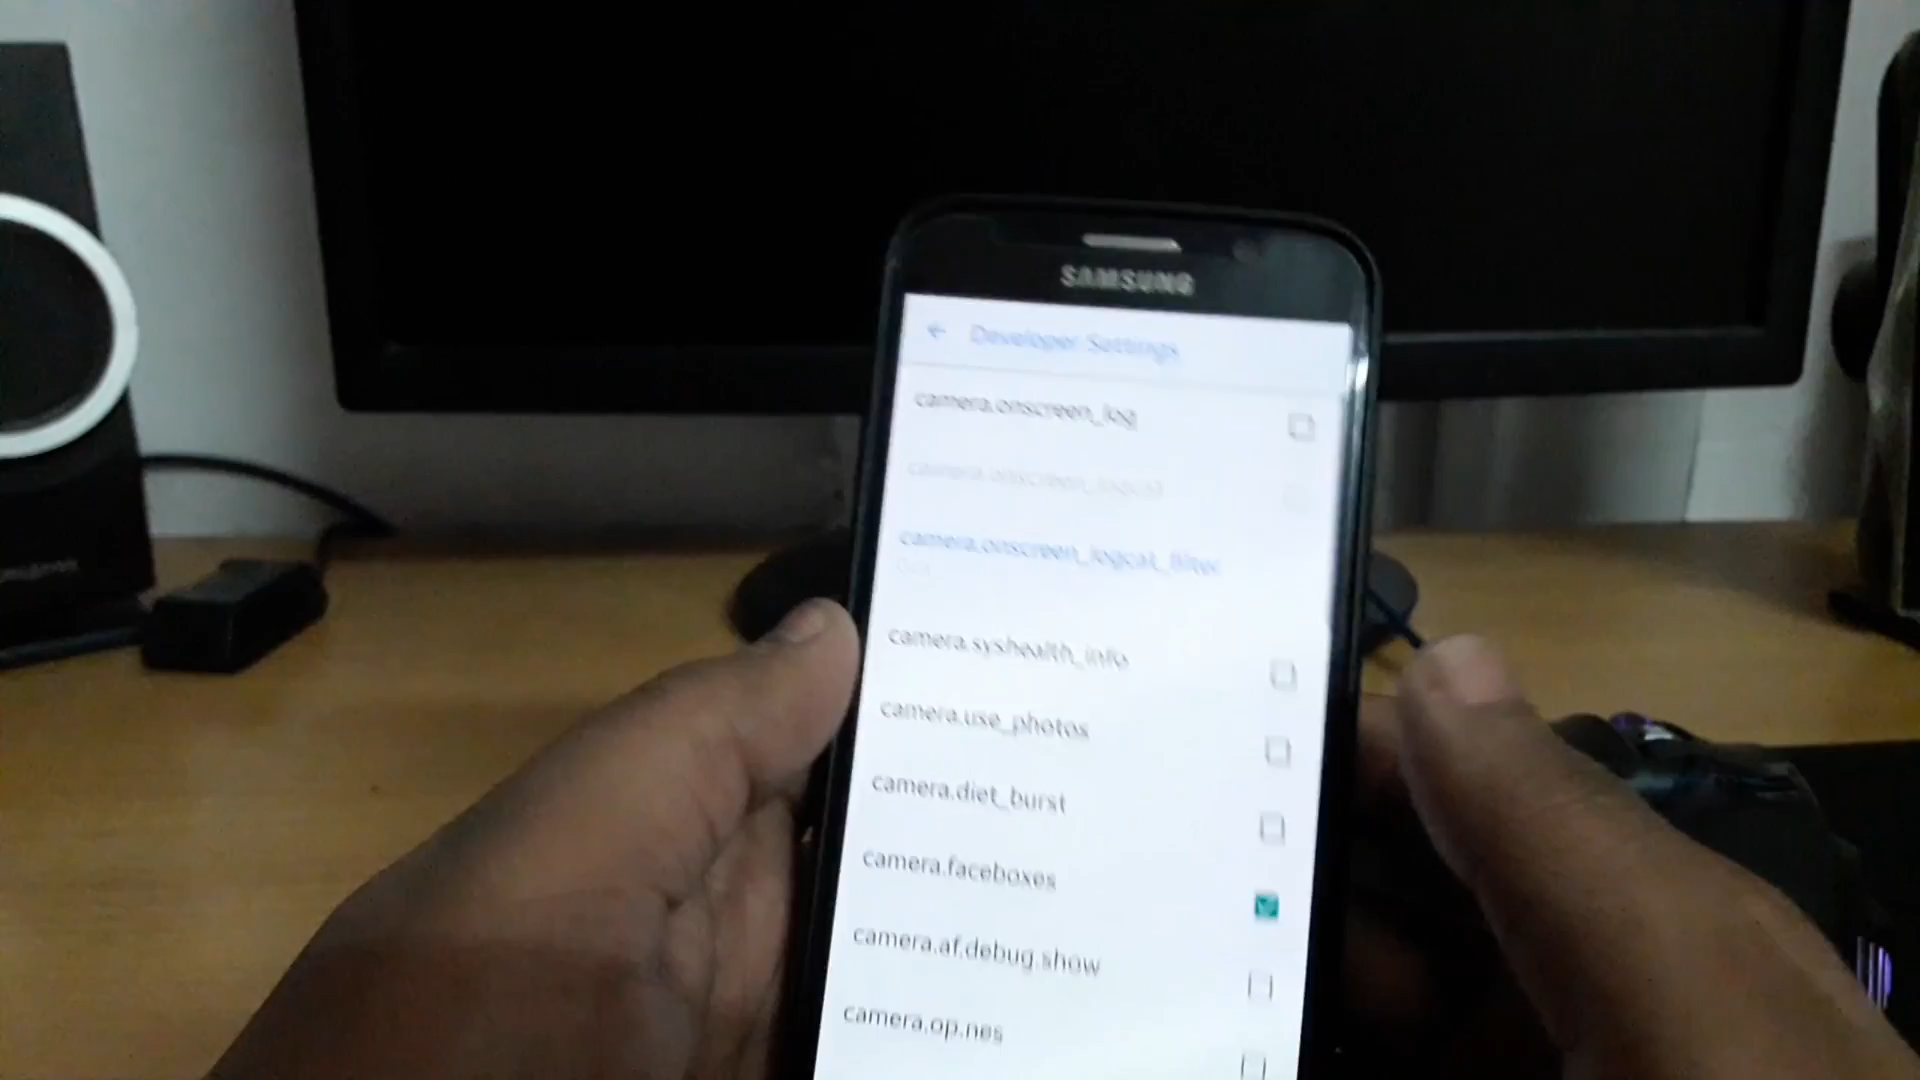 SAMSUNG
Developer Settings
camera.onscreen_log
camera.onscreen_logcat
camera.onscreen_logcat_filter
camera.syshealth_info
camera.use_photos
camera.diet_burst
camera.faceboxes
camera.af.debug.show
camera.op.nes